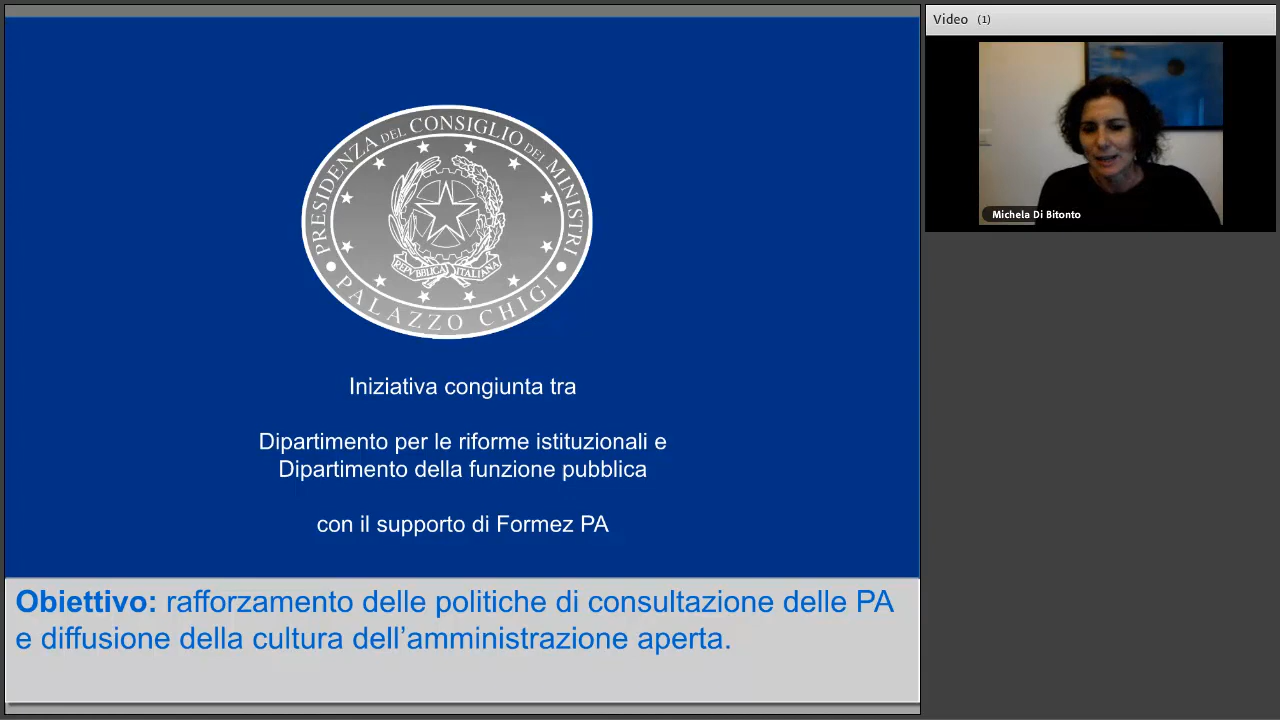 Video (1)
Michela Di Bitonto
PRESIDENZA DEL CONSIGLIO DEI MINISTRI
REPVBBLICA ITALIANA
PALAZZO CHIGI
Iniziativa congiunta tra
Dipartimento per le riforme istituzionali e
Dipartimento della funzione pubblica
con il supporto di Formez PA
Obiettivo: rafforzamento delle politiche di consultazione delle PA
e diffusione della cultura dell’amministrazione aperta.